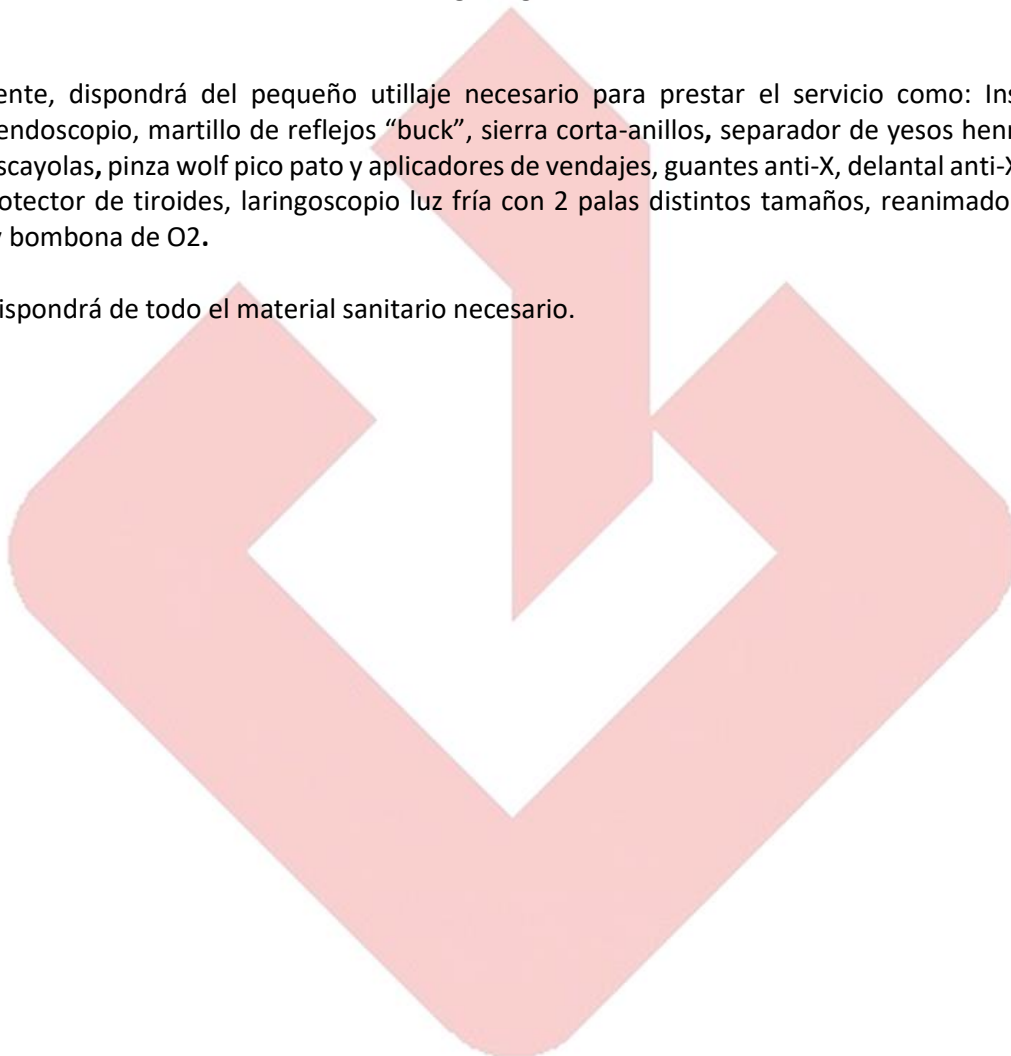 ente, dispondrá del pequeño utillaje necesario para prestar el servicio como: Ins
endoscopio, martillo de reflejos “buck”, sierra corta-anillos, separador de yesos henr
scayolas, pinza wolf pico pato y aplicadores de vendajes, guantes anti-X, delantal anti-X
otector de tiroides, laringoscopio luz fría con 2 palas distintos tamaños, reanimado
y bombona de O2.
ispondrá de todo el material sanitario necesario.